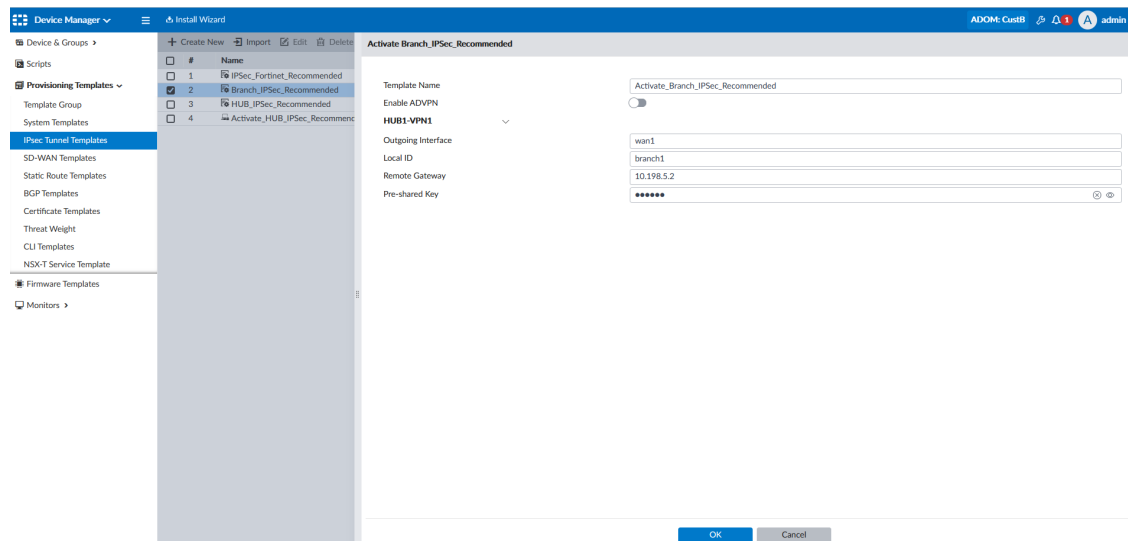 Device Manager
Install Wizard
ADOM: CustB
1
A
admin
Device & Groups
Scripts
Provisioning Templates
Template Group
System Templates
IPsec Tunnel Templates
SD-WAN Templates
Static Route Templates
BGP Templates
Certificate Templates
Threat Weight
CLI Templates
NSX-T Service Template
Firmware Templates
Monitors
Create New Import Edit Delete
# Name
1 IPSec_Fortinet_Recommended
2 Branch_IPSec_Recommended
3 HUB_IPSec_Recommended
4 Activate_HUB_IPSec_Recommend
Activate Branch_IPSec_Recommended
Template Name Activate_Branch_IPSec_Recommended
Enable ADVPN
HUB1-VPN1
Outgoing Interface wan1
Local ID branch1
Remote Gateway 10.198.5.2
Pre-shared Key ••••••
OK Cancel